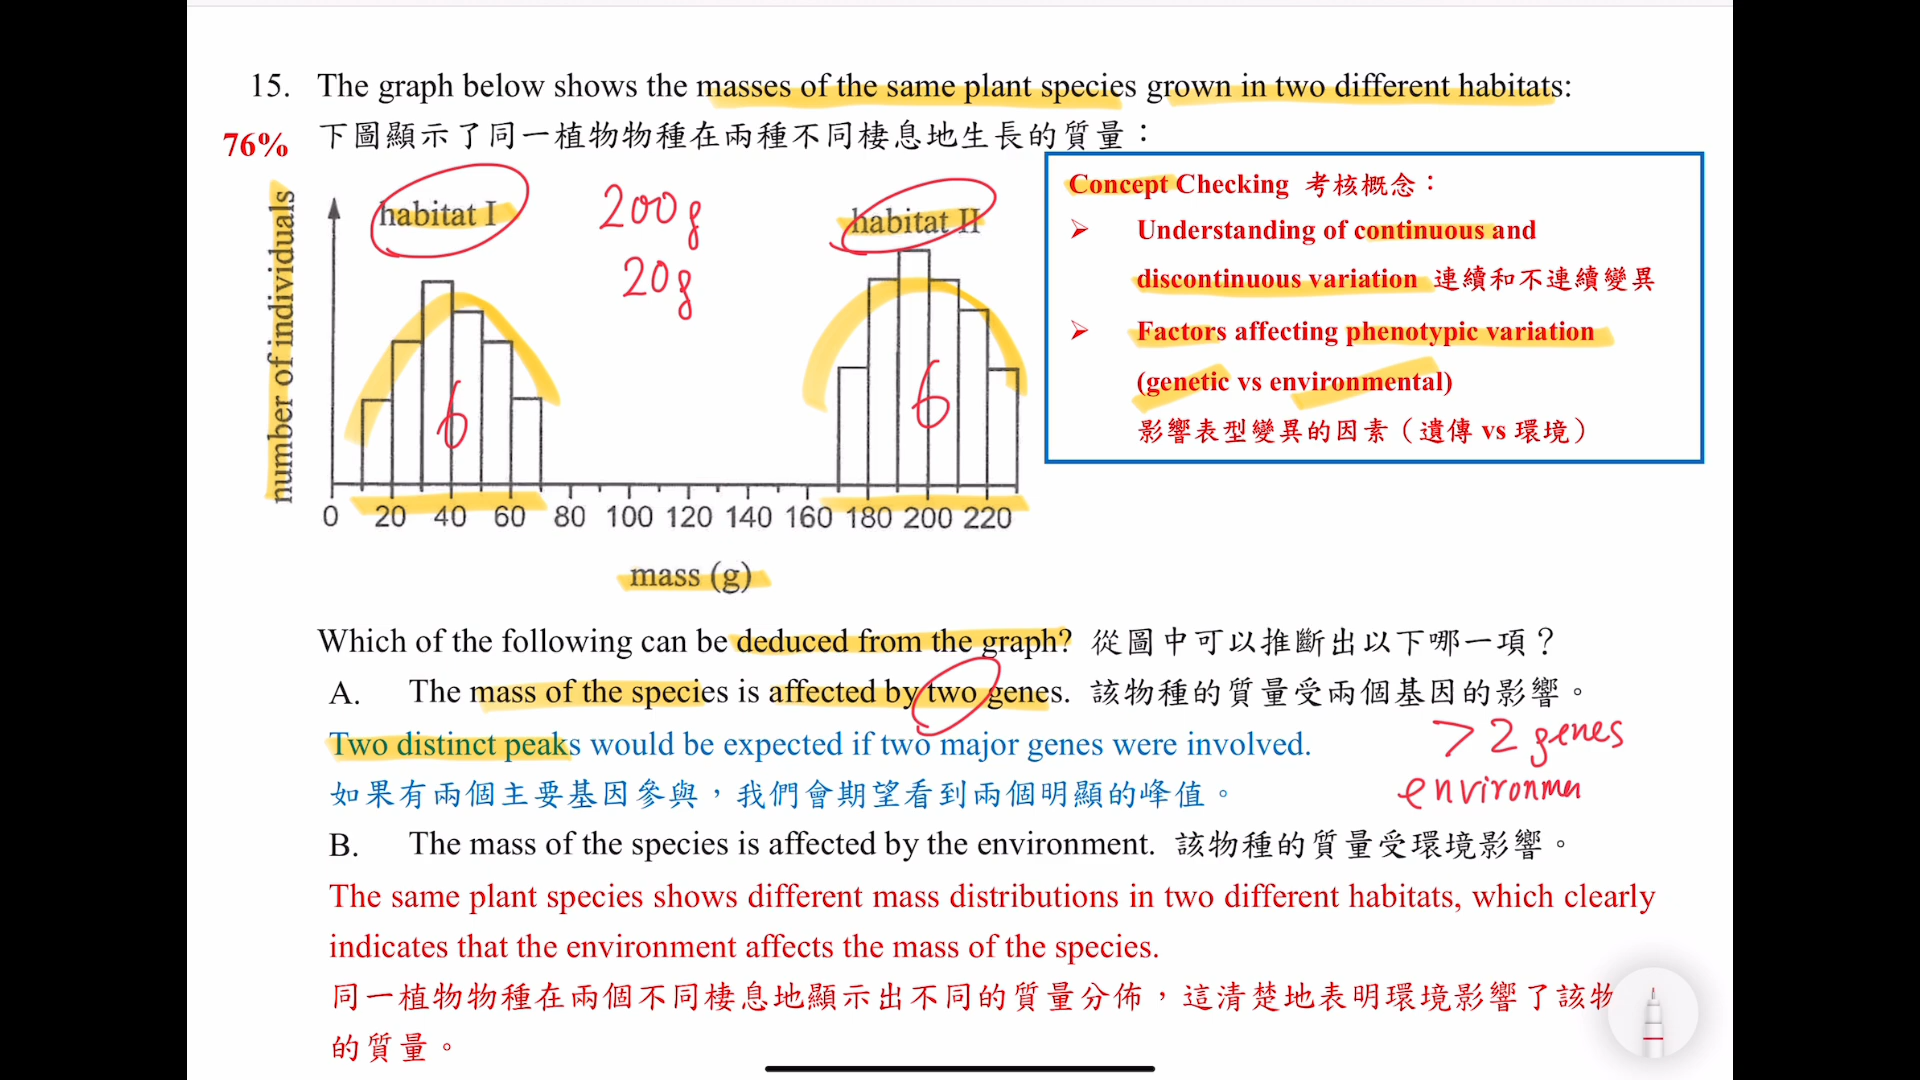 15. The graph below shows the masses of the same plant species grown in two different habitats:
76% 下圖顯示了同一植物物種在兩種不同棲息地生長的質量：
habitat I
200g
20g
habitat II
number of individuals
6
6
0 20 40 60 80 100 120 140 160 180 200 220
mass (g)
Concept Checking 考核概念：
Understanding of continuous and
discontinuous variation 連續和不連續變異
Factors affecting phenotypic variation
(genetic vs environmental)
影響表型變異的因素（遺傳 vs 環境）
Which of the following can be deduced from the graph? 從圖中可以推斷出以下哪一項？
A. The mass of the species is affected by two genes. 該物種的質量受兩個基因的影響。
Two distinct peaks would be expected if two major genes were involved.
>2 genes
如果有兩個主要基因參與，我們會期望看到兩個明顯的峰值。
environmen
B. The mass of the species is affected by the environment. 該物種的質量受環境影響。
The same plant species shows different mass distributions in two different habitats, which clearly
indicates that the environment affects the mass of the species.
同一植物物種在兩個不同棲息地顯示出不同的質量分佈，這清楚地表明環境影響了該物
的質量。